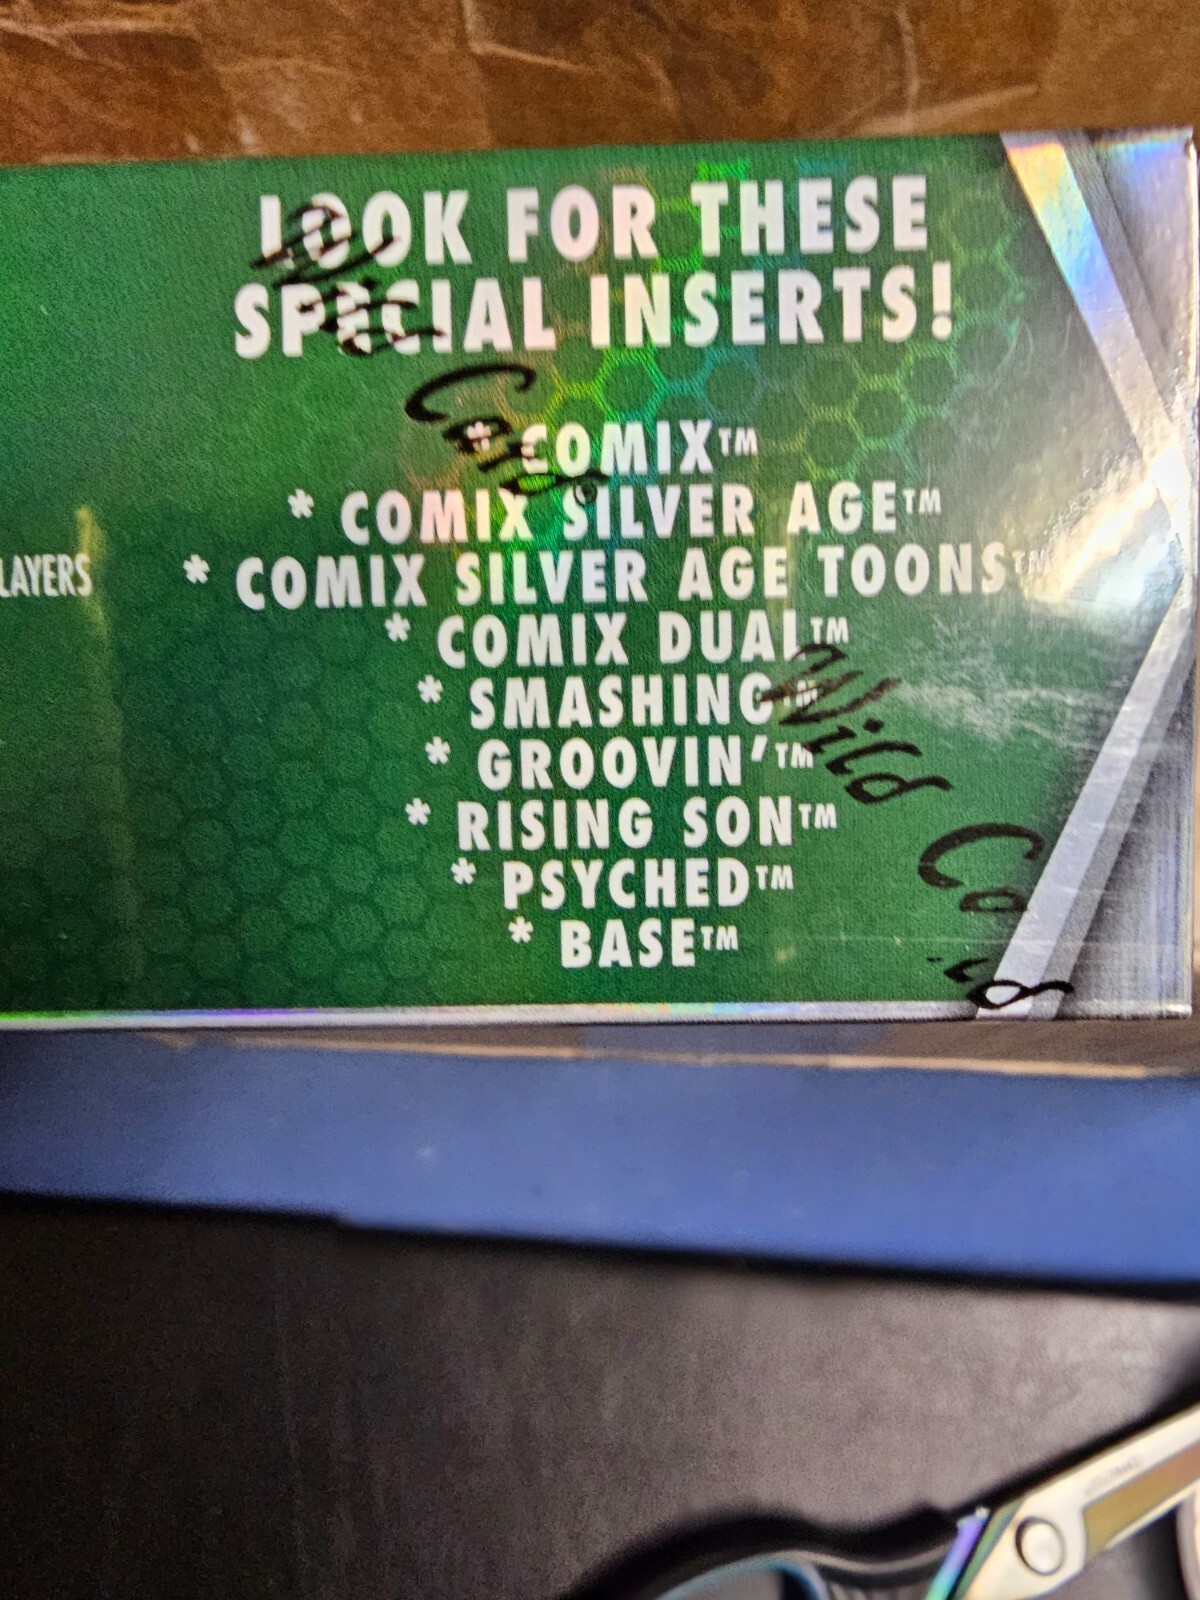 LOOK FOR THESE
SPECIAL INSERTS!
Wild Card®
* COMIX™
* COMIX SILVER AGE™
LAYERS
* COMIX SILVER AGE TOONS™
* COMIX DUAL™
* SMASHING™
* GROOVIN'™
* RISING SON™
* PSYCHED™
* BASE™
Wild Card